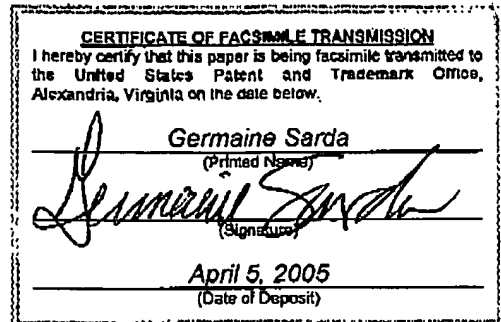 CERTIFICATE OF FACSIMILE TRANSMISSION
I hereby certify that this paper is being facsimile transmitted to
the United States Patent and Trademark Office,
Alexandria, Virginia on the date below.
Germaine Sarda
(Printed Name)
Germaine Sarda
(Signature)
April 5, 2005
(Date of Deposit)